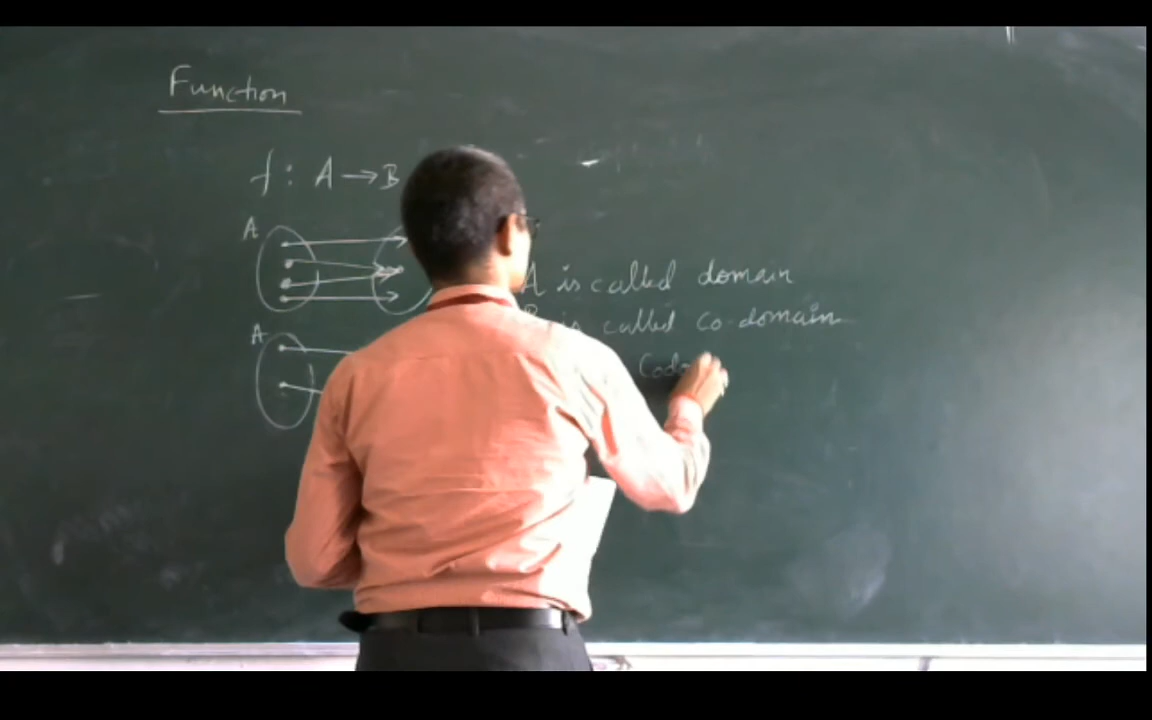 Function
f : A → B
A
A is called domain
B is called co-domain
A